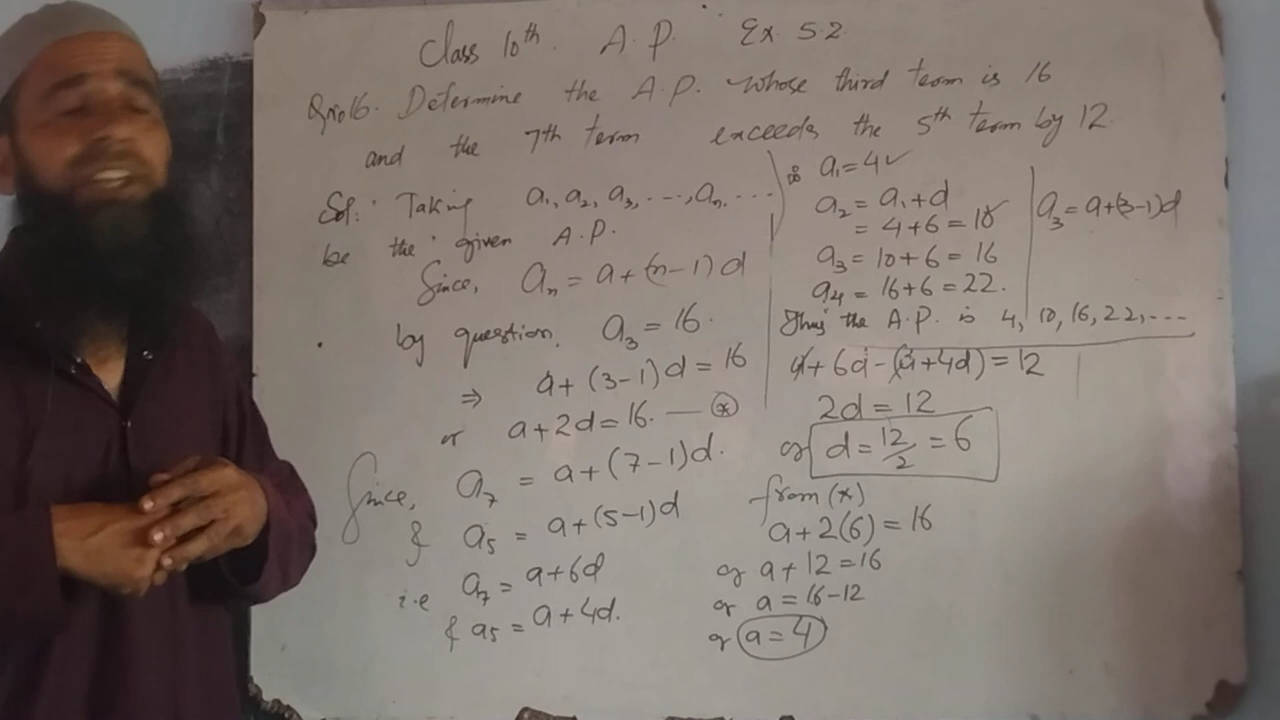 Class 10th. A.P. Ex 5.2
Qno16. Determine the A.P. whose third term is 16
and the 7th term exceeds the 5th term by 12
Sol: Taking a₁, a₂, a₃, ...., aₙ, ....
be the given A.P.
Since, aₙ = a + (n-1) d
by question, a₃ = 16.
⇒ a + (3-1) d = 16
or a + 2d = 16. — (*)
Since, a₇ = a + (7-1) d.
& a₅ = a + (5-1) d
i.e a₇ = a + 6d
& a₅ = a + 4d.
a + 6d - (a + 4d) = 12
2d = 12
or d = 12/2 = 6
from (*)
a + 2(6) = 16
or a + 12 = 16
or a = 16 - 12
or a = 4
∴ a₁ = 4 ✓
a₂ = a₁ + d
= 4 + 6 = 10
a₃ = 10 + 6 = 16
a₄ = 16 + 6 = 22.
Thus the A.P. is 4, 10, 16, 22, ....
a₃ = a + (3-1) d